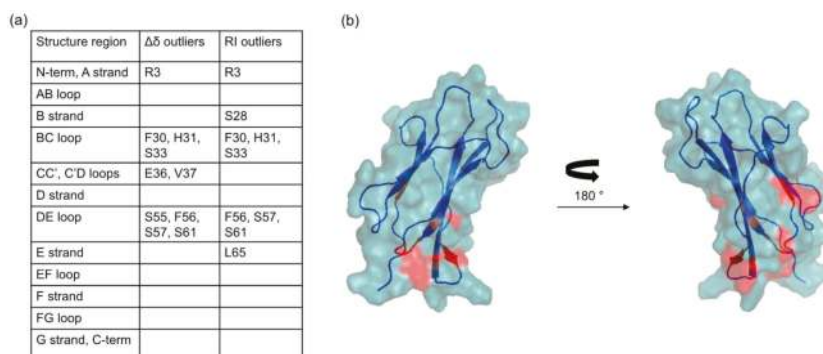 (a)
Structure region Δδ outliers RI outliers
N-term, A strand R3 R3
AB loop
B strand S28
BC loop F30, H31, F30, H31,
S33 S33
CC', C'D loops E36, V37
D strand
DE loop S55, F56, F56, S57,
S57, S61 S61
E strand L65
EF loop
F strand
FG loop
G strand, C-term
(b)
180 °